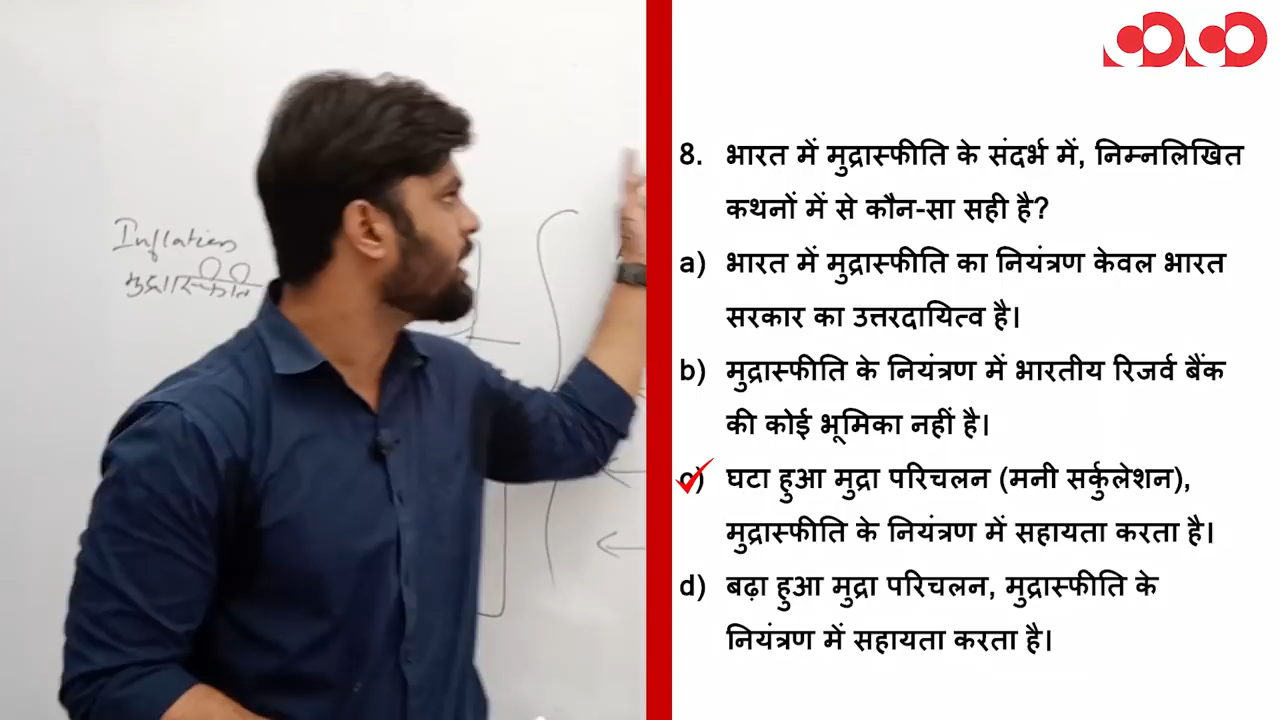 Inflation
8. भारत में मुद्रास्फीति के संदर्भ में, निम्नलिखित
कथनों में से कौन-सा सही है?
a) भारत में मुद्रास्फीति का नियंत्रण केवल भारत
सरकार का उत्तरदायित्व है।
b) मुद्रास्फीति के नियंत्रण में भारतीय रिजर्व बैंक
की कोई भूमिका नहीं है।
c) घटा हुआ मुद्रा परिचलन (मनी सर्कुलेशन),
मुद्रास्फीति के नियंत्रण में सहायता करता है।
d) बढ़ा हुआ मुद्रा परिचलन, मुद्रास्फीति के
नियंत्रण में सहायता करता है।